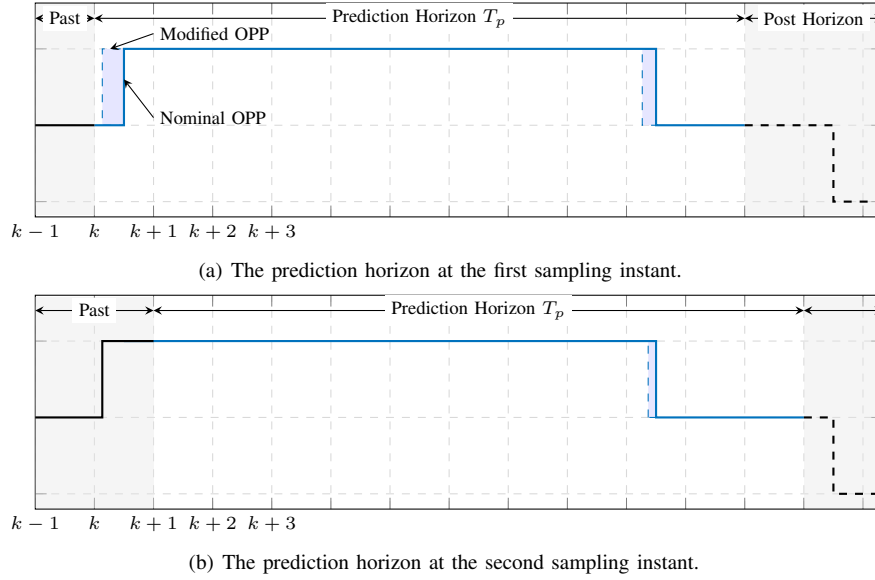 Past
Prediction Horizon T_p
Post Horizon
Modified OPP
Nominal OPP
k − 1 k k + 1 k + 2 k + 3
(a) The prediction horizon at the first sampling instant.
Past
Prediction Horizon T_p
k − 1 k k + 1 k + 2 k + 3
(b) The prediction horizon at the second sampling instant.